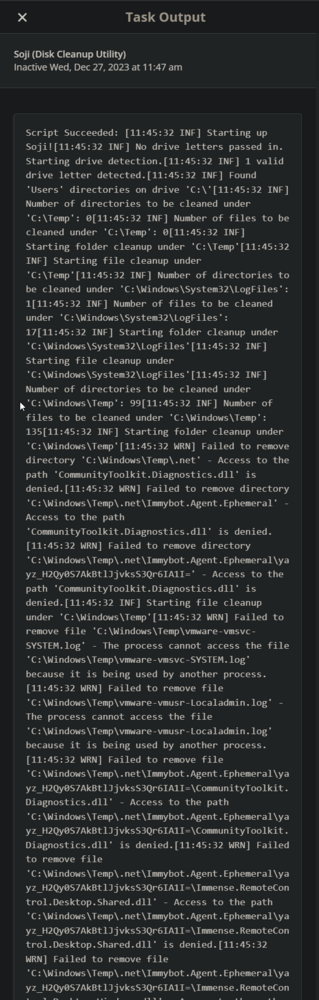 Task Output
Soji (Disk Cleanup Utility)
Inactive Wed, Dec 27, 2023 at 11:47 am
Script Succeeded: [11:45:32 INF] Starting up
Soji![11:45:32 INF] No drive letters passed in.
Starting drive detection.[11:45:32 INF] 1 valid
drive letter detected.[11:45:32 INF] Found
'Users' directories on drive 'C:\'[11:45:32 INF]
Number of directories to be cleaned under
'C:\Temp': 0[11:45:32 INF] Number of files to be
cleaned under 'C:\Temp': 0[11:45:32 INF]
Starting folder cleanup under 'C:\Temp'[11:45:32
INF] Starting file cleanup under
'C:\Temp'[11:45:32 INF] Number of directories to
be cleaned under 'C:\Windows\System32\LogFiles':
1[11:45:32 INF] Number of files to be cleaned
under 'C:\Windows\System32\LogFiles':
17[11:45:32 INF] Starting folder cleanup under
'C:\Windows\System32\LogFiles'[11:45:32 INF]
Starting file cleanup under
'C:\Windows\System32\LogFiles'[11:45:32 INF]
Number of directories to be cleaned under
'C:\Windows\Temp': 99[11:45:32 INF] Number of
files to be cleaned under 'C:\Windows\Temp':
135[11:45:32 INF] Starting folder cleanup under
'C:\Windows\Temp'[11:45:32 WRN] Failed to remove
directory 'C:\Windows\Temp\.net' - Access to the
path 'CommunityToolkit.Diagnostics.dll' is
denied.[11:45:32 WRN] Failed to remove directory
'C:\Windows\Temp\.net\Immybot.Agent.Ephemeral' -
Access to the path
'CommunityToolkit.Diagnostics.dll' is denied.
[11:45:32 WRN] Failed to remove directory
'C:\Windows\Temp\.net\Immybot.Agent.Ephemeral\ya
yz_H2Qy0S7AkBtlJjvksS3Qr6IA1I=' - Access to the
path 'CommunityToolkit.Diagnostics.dll' is
denied.[11:45:32 INF] Starting file cleanup
under 'C:\Windows\Temp'[11:45:32 WRN] Failed to
remove file 'C:\Windows\Temp\vmware-vmsvc-
SYSTEM.log' - The process cannot access the file
'C:\Windows\Temp\vmware-vmsvc-SYSTEM.log'
because it is being used by another process.
[11:45:32 WRN] Failed to remove file
'C:\Windows\Temp\vmware-vmusr-Localadmin.log' -
The process cannot access the file
'C:\Windows\Temp\vmware-vmusr-Localadmin.log'
because it is being used by another process.
[11:45:32 WRN] Failed to remove file
'C:\Windows\Temp\.net\Immybot.Agent.Ephemeral\ya
yz_H2Qy0S7AkBtlJjvksS3Qr6IA1I=\CommunityToolkit.
Diagnostics.dll' - Access to the path
'C:\Windows\Temp\.net\Immybot.Agent.Ephemeral\ya
yz_H2Qy0S7AkBtlJjvksS3Qr6IA1I=\CommunityToolkit.
Diagnostics.dll' is denied.[11:45:32 WRN] Failed
to remove file
'C:\Windows\Temp\.net\Immybot.Agent.Ephemeral\ya
yz_H2Qy0S7AkBtlJjvksS3Qr6IA1I=\Immense.RemoteCon
trol.Desktop.Shared.dll' - Access to the path
'C:\Windows\Temp\.net\Immybot.Agent.Ephemeral\ya
yz_H2Qy0S7AkBtlJjvksS3Qr6IA1I=\Immense.RemoteCon
trol.Desktop.Shared.dll' is denied.[11:45:32
WRN] Failed to remove file
'C:\Windows\Temp\.net\Immybot.Agent.Ephemeral\ya
yz_H2Qy0S7AkBtlJjvksS3Qr6IA1I=\Immense.RemoteCon